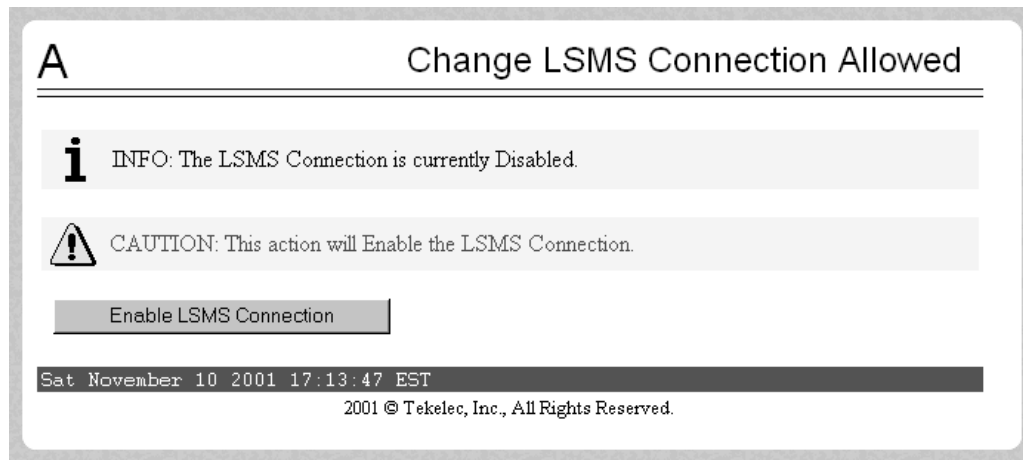 A
Change LSMS Connection Allowed
INFO: The LSMS Connection is currently Disabled.
CAUTION: This action will Enable the LSMS Connection.
Enable LSMS Connection
Sat November 10 2001 17:13:47 EST
2001 © Tekelec, Inc., All Rights Reserved.